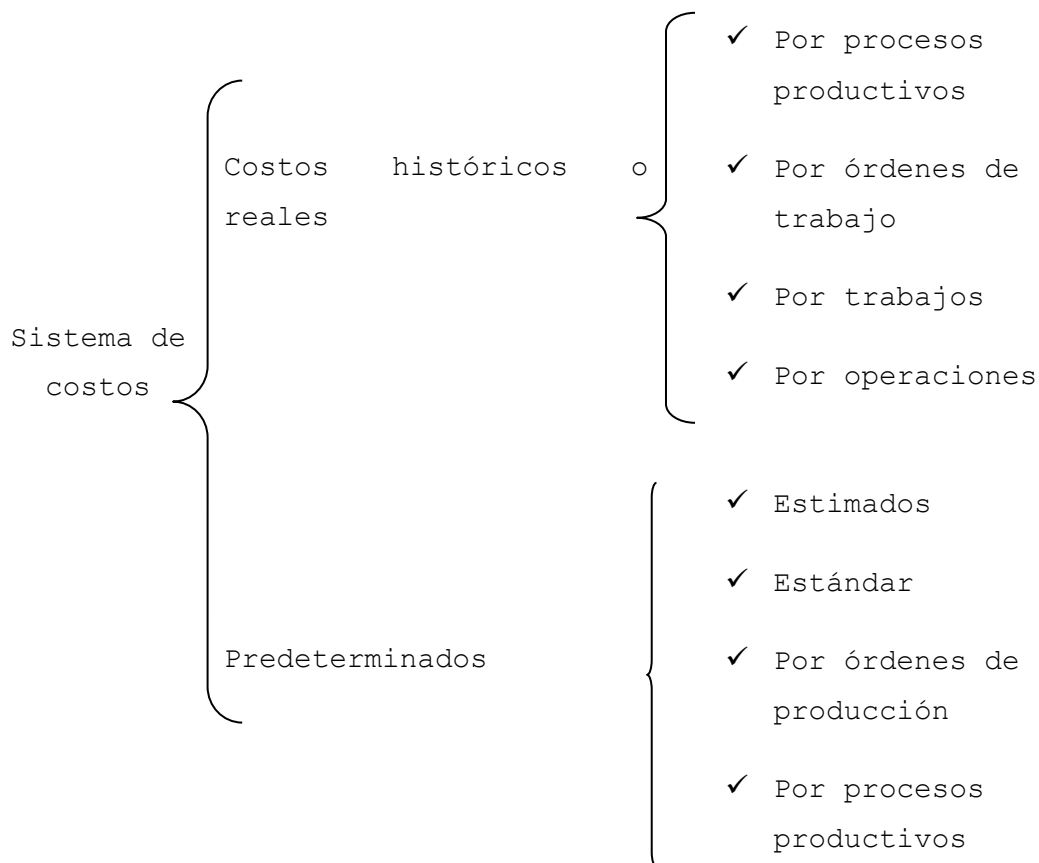 Sistema de
costos
Costos históricos o
reales
✓ Por procesos
productivos
✓ Por órdenes de
trabajo
✓ Por trabajos
✓ Por operaciones
Predeterminados
✓ Estimados
✓ Estándar
✓ Por órdenes de
producción
✓ Por procesos
productivos